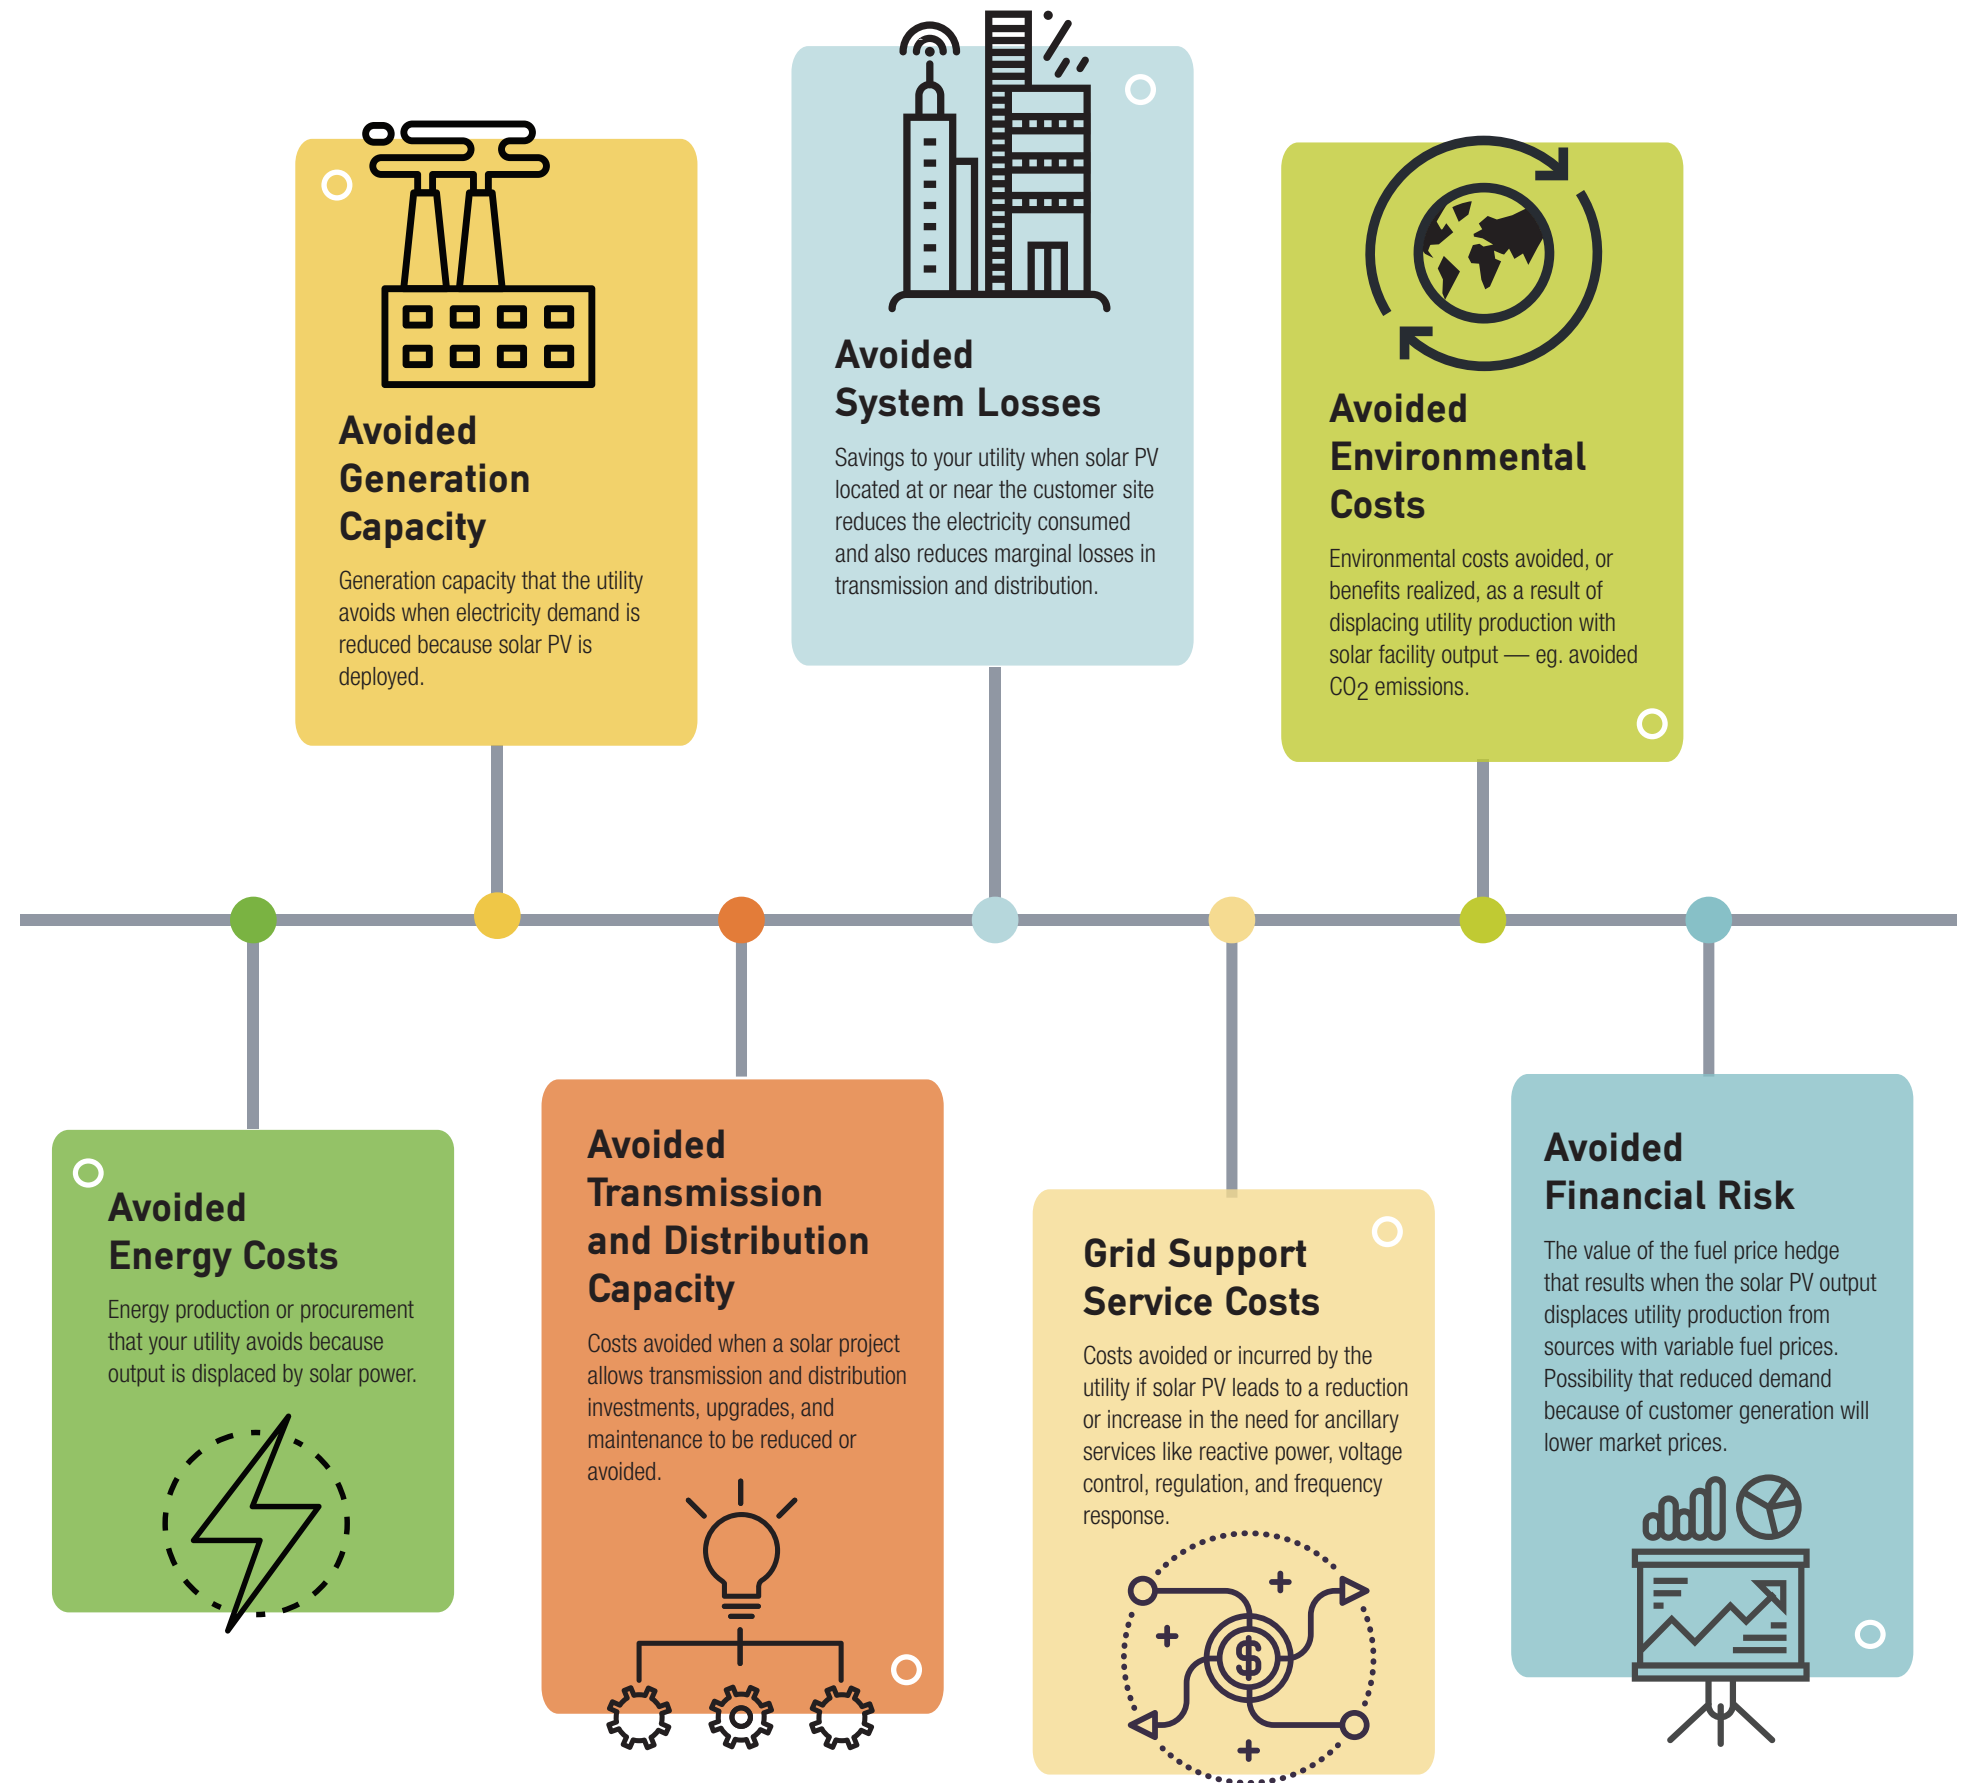 Avoided
Generation
Capacity
Generation capacity that the utility
avoids when electricity demand is
reduced because solar PV is
deployed.
Avoided
System Losses
Savings to your utility when solar PV
located at or near the customer site
reduces the electricity consumed
and also reduces marginal losses in
transmission and distribution.
Avoided
Environmental
Costs
Environmental costs avoided, or
benefits realized, as a result of
displacing utility production with
solar facility output — eg. avoided
CO2 emissions.
Avoided
Energy Costs
Energy production or procurement
that your utility avoids because
output is displaced by solar power.
Avoided
Transmission
and Distribution
Capacity
Costs avoided when a solar project
allows transmission and distribution
investments, upgrades, and
maintenance to be reduced or
avoided.
Grid Support
Service Costs
Costs avoided or incurred by the
utility if solar PV leads to a reduction
or increase in the need for ancillary
services like reactive power, voltage
control, regulation, and frequency
response.
$
Avoided
Financial Risk
The value of the fuel price hedge
that results when the solar PV output
displaces utility production from
sources with variable fuel prices.
Possibility that reduced demand
because of customer generation will
lower market prices.